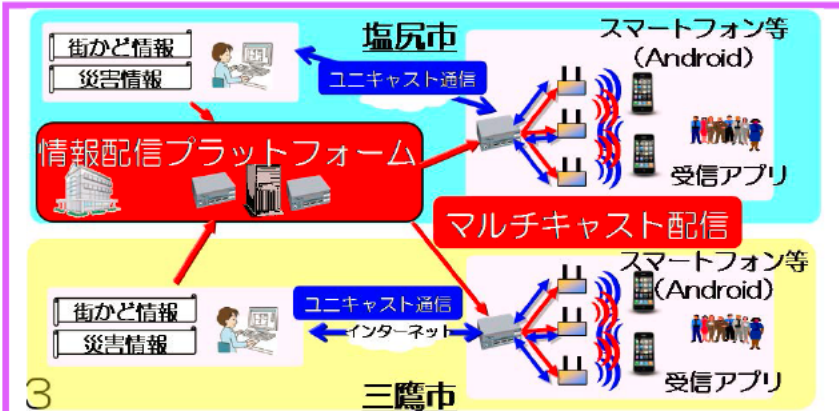 塩尻市
街かど情報
災害情報
ユニキャスト通信
スマートフォン等
(Android)
受信アプリ
情報配信プラットフォーム
マルチキャスト配信
スマートフォン等
(Android)
街かど情報
災害情報
ユニキャスト通信
インターネット
受信アプリ
三鷹市
3